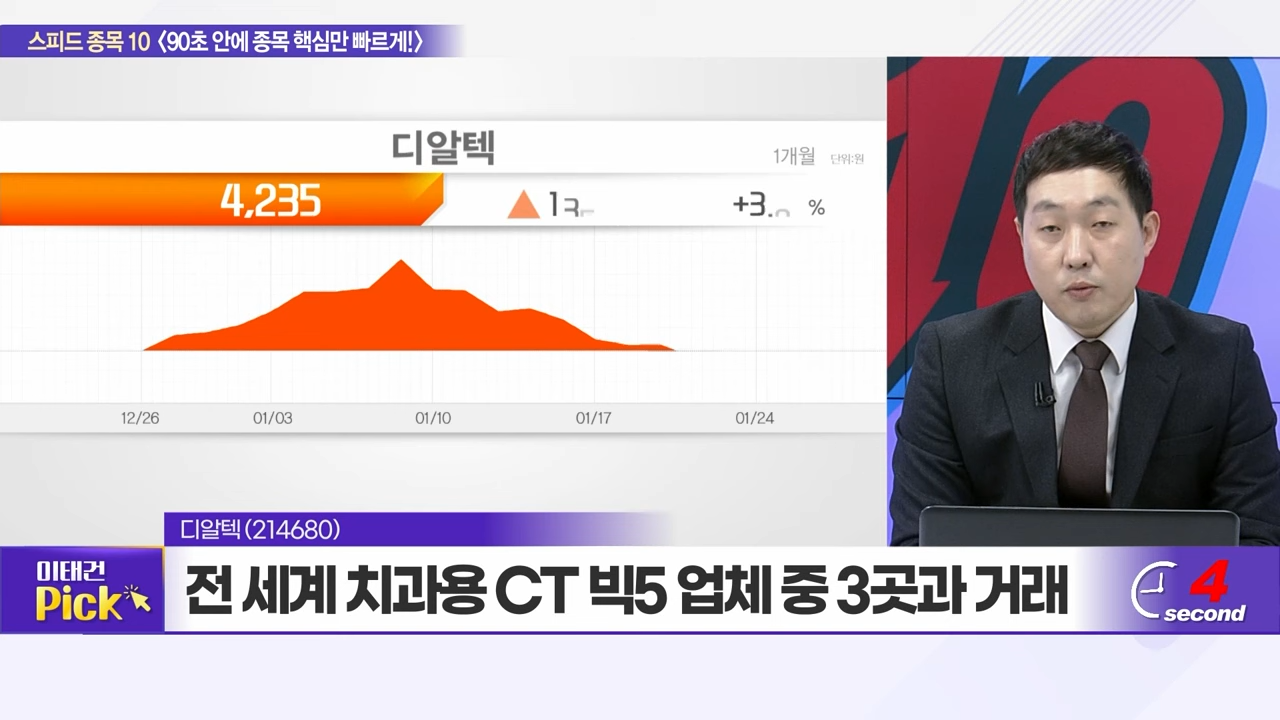 스피드 종목 10 〈90초 안에 종목 핵심만 빠르게!〉
디알텍
1개월 단위:원
4,235
+3. %
12/26 01/03 01/10 01/17 01/24
디알텍(214680)
이태건
Pick
전 세계 치과용 CT 빅5 업체 중 3곳과 거래
4
second